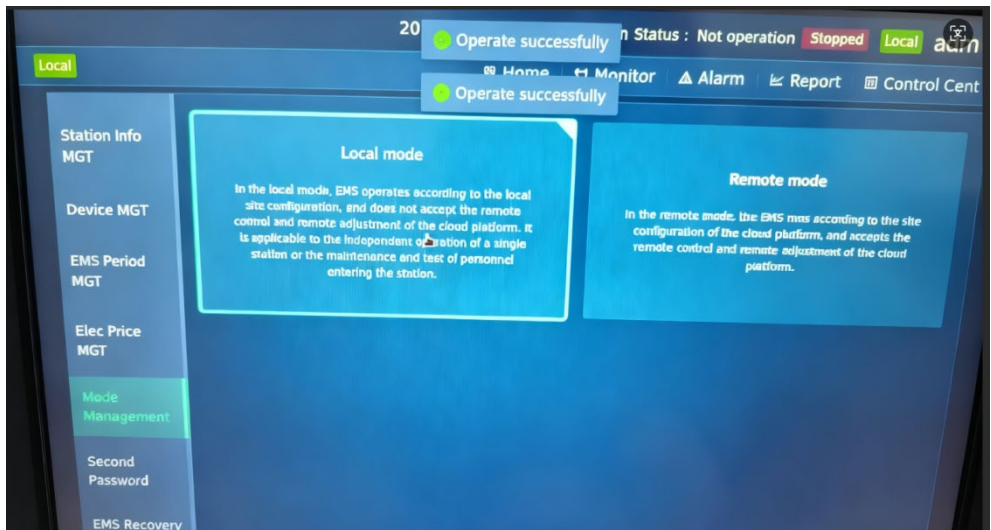 20
Operate successfully
n Status : Not operation
Stopped
Local
adm
Local
Home
Monitor
Alarm
Report
Control Cent
Operate successfully
Station Info
MGT
Device MGT
EMS Period
MGT
Elec Price
MGT
Mode
Management
Second
Password
EMS Recovery
Local mode
In the local mode, EMS operates according to the local
site configuration, and does not accept the remote
control and remote adjustment of the cloud platform. It
is applicable to the independent operation of a single
station or the maintenance and test of personnel
entering the station.
Remote mode
In the remote mode, the EMS runs according to the site
configuration of the cloud platform, and accepts the
remote control and remote adjustment of the cloud
platform.